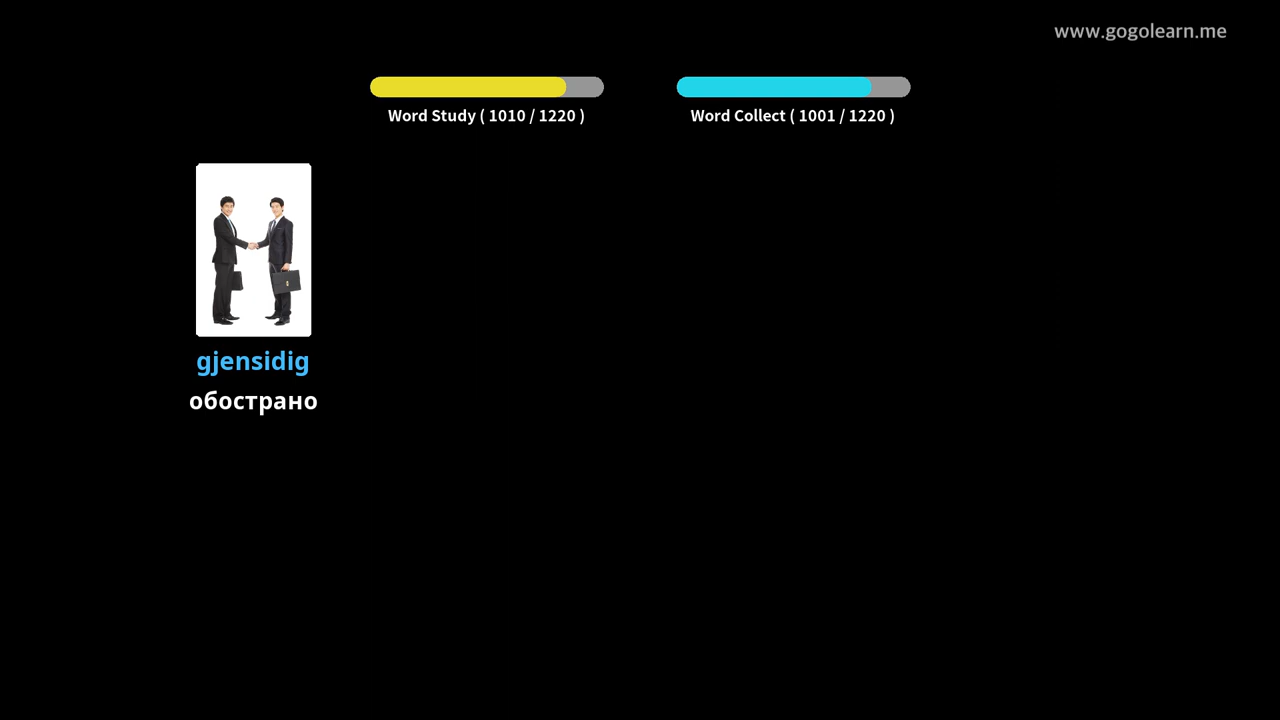 www.gogolearn.me
Word Study ( 1010 / 1220 )
Word Collect ( 1001 / 1220 )
gjensidig
обострано